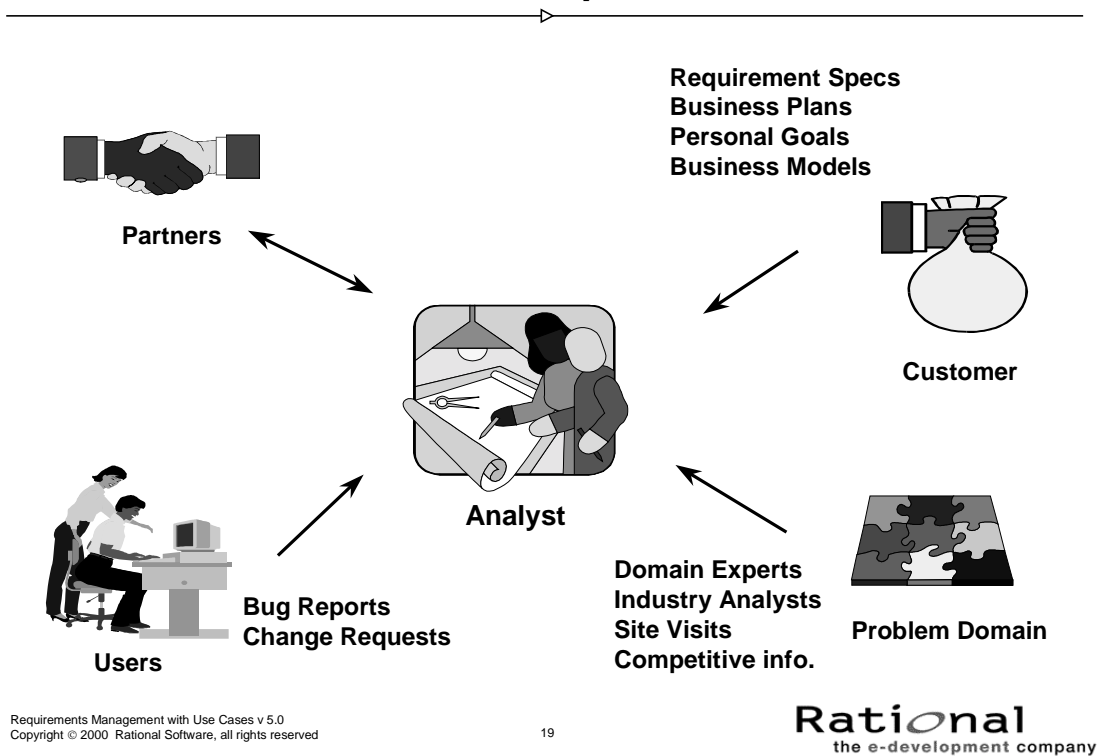 Requirement Specs
Business Plans
Personal Goals
Business Models
Partners
Customer
Analyst
Bug Reports
Change Requests
Users
Domain Experts
Industry Analysts
Site Visits
Competitive info.
Problem Domain
Requirements Management with Use Cases v 5.0
Copyright © 2000 Rational Software, all rights reserved
19
Rational
the e-development company